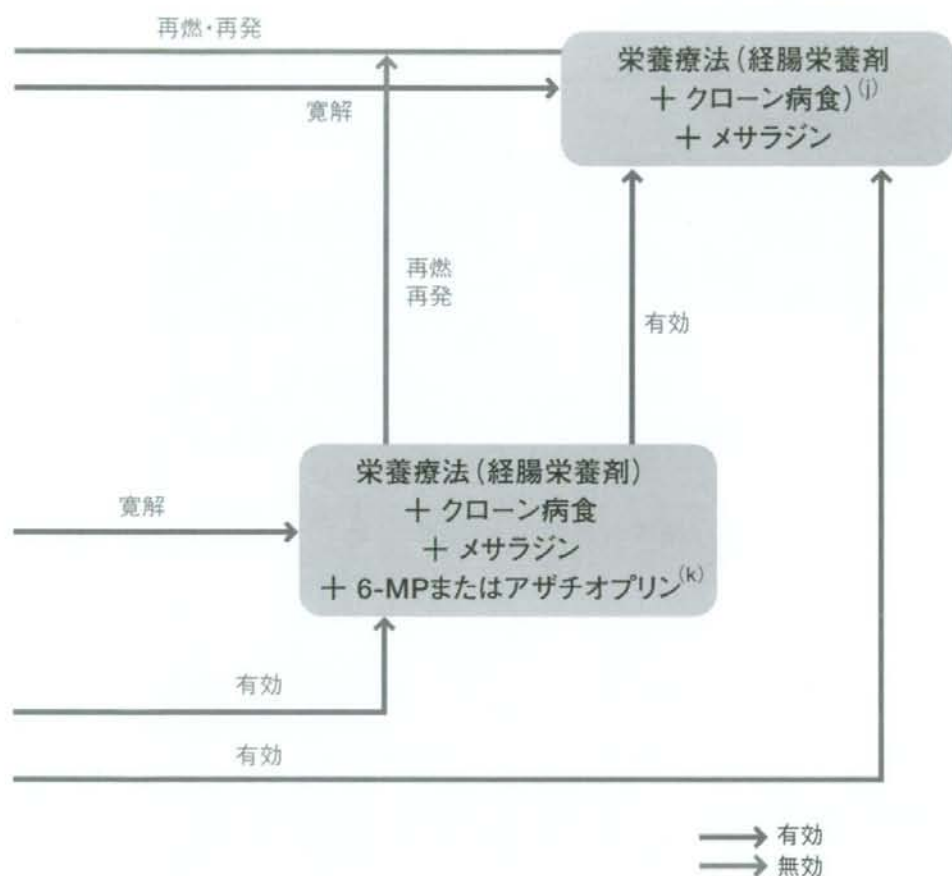 再燃・再発
栄養療法(経腸栄養剤
+ クローン病食)(j)
+ メサラジン
寛解
再燃
再発
有効
栄養療法(経腸栄養剤)
+ クローン病食
+ メサラジン
+ 6-MPまたはアザチオプリン(k)
寛解
有効
有効
有効
無効